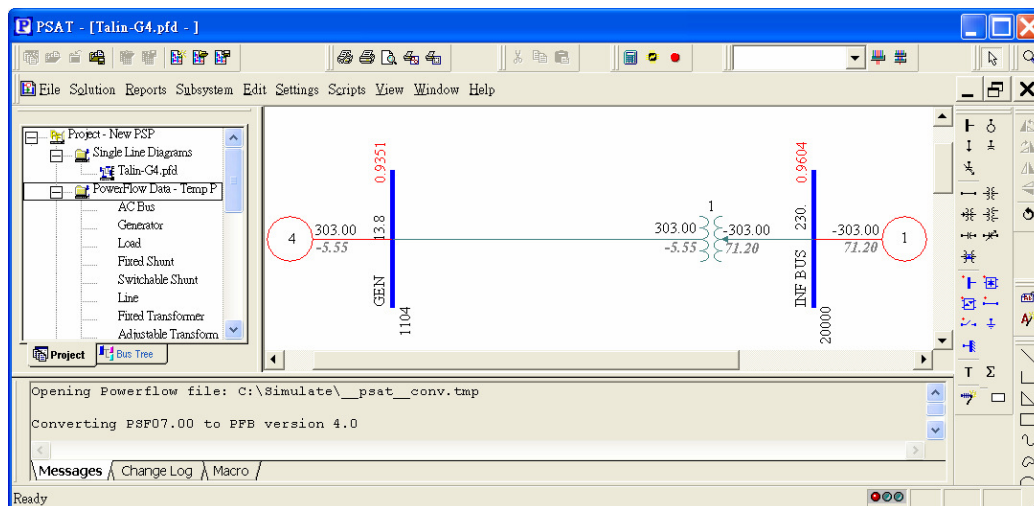 PSAT - [Talin-G4.pfd - ]
File Solution Reports Subsystem Edit Settings Scripts View Window Help
Project - New PSP
Single Line Diagrams
Talin-G4.pfd
PowerFlow Data - Temp P
AC Bus
Generator
Load
Fixed Shunt
Switchable Shunt
Line
Fixed Transformer
Adjustable Transform
Project
Bus Tree
4
303.00
-5.55
0.9351
13.8
GEN
1104
303.00
-5.55
1
-303.00
71.20
0.9604
230.
INF BUS
20000
-303.00
71.20
1
T Σ
Opening Powerflow file: C:\Simulate\__psat__conv.tmp
Converting PSF07.00 to PFB version 4.0
Messages Change Log Macro
Ready